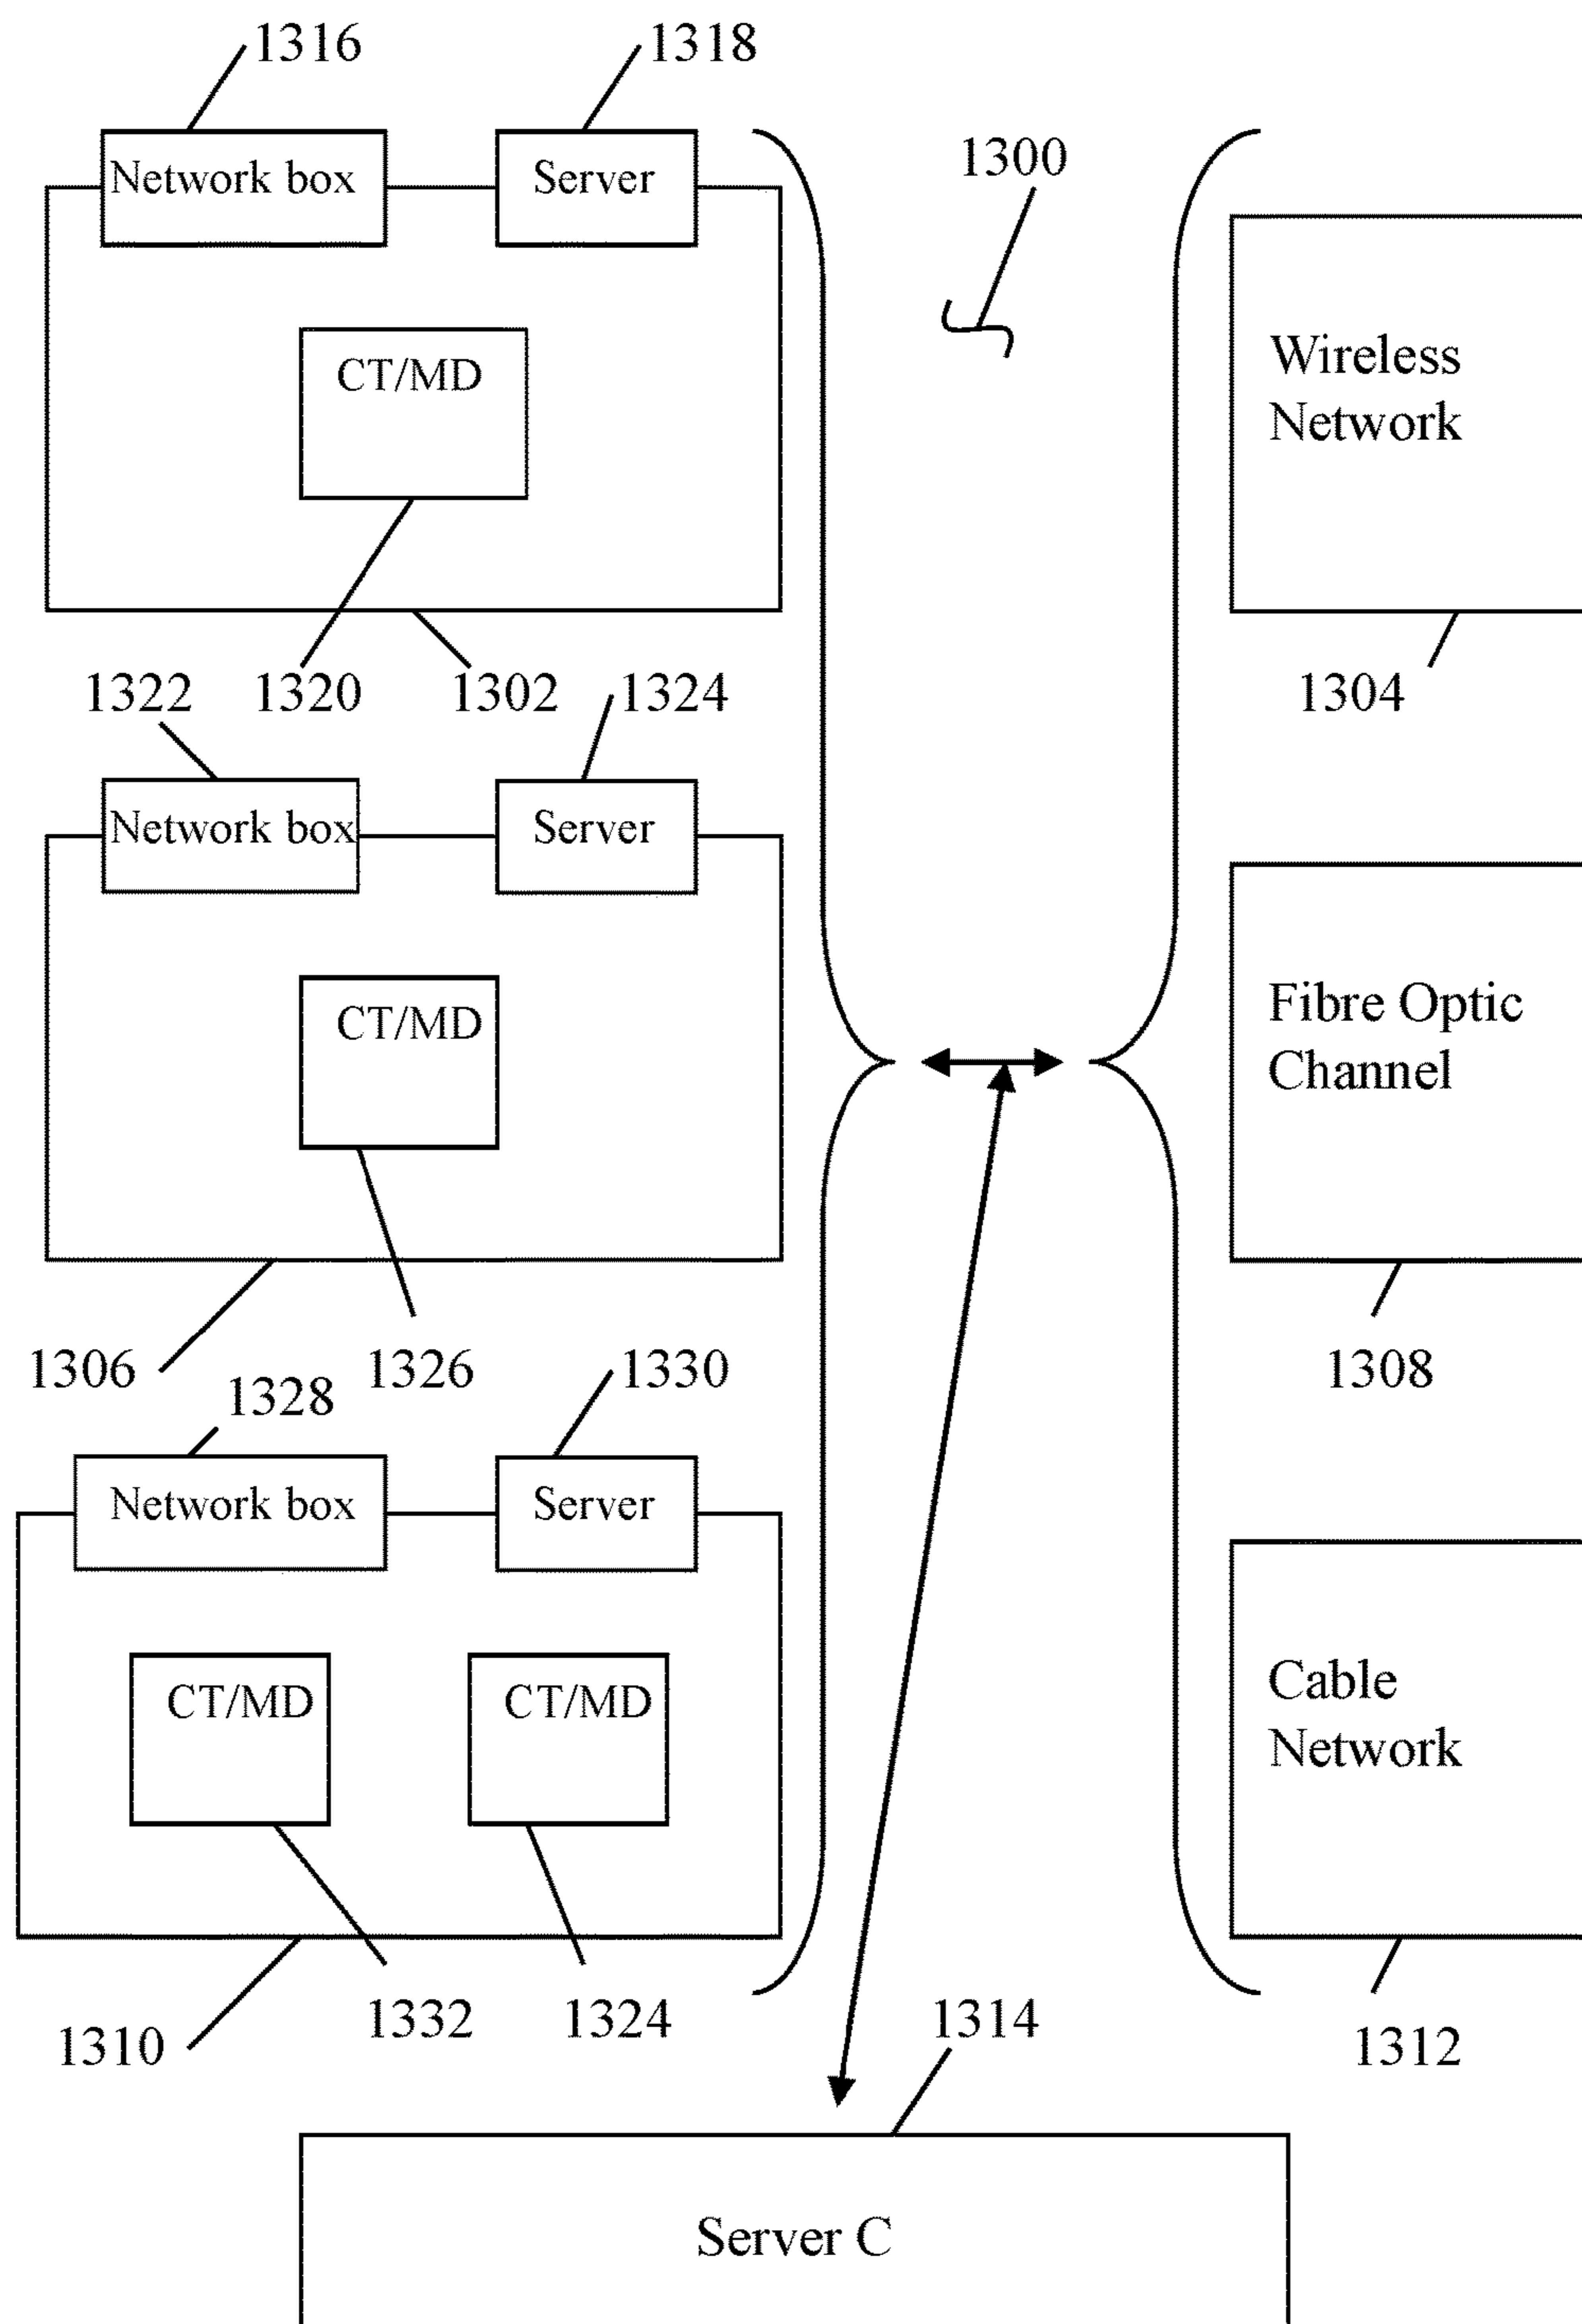 1316
1318
1300
Network box
Server
CT/MD
Wireless
Network
1322
1320
1302
1324
1304
Network box
Server
CT/MD
Fibre Optic
Channel
1306
1326
1330
1308
1328
Network box
Server
CT/MD
CT/MD
Cable
Network
1310
1332
1324
1314
1312
Server C